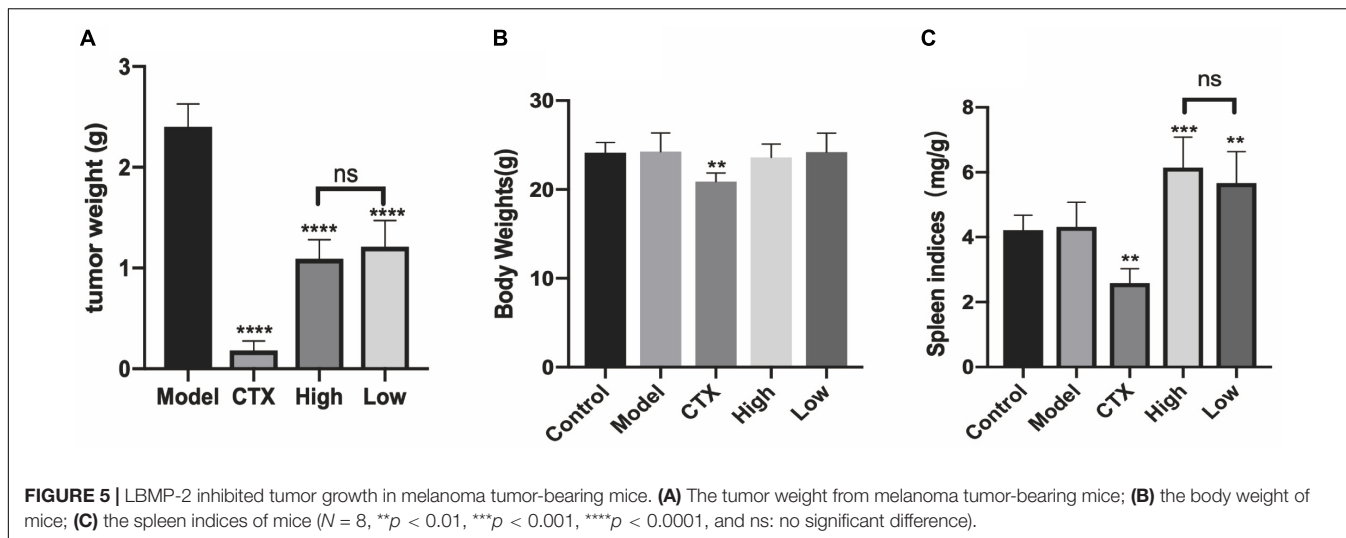 A
tumor weight (g)
3
2
1
0
ns
****
****
****
Model CTX High Low
B
Body Weights(g)
30
20
10
0
**
Control Model CTX High Low
C
Spleen indices (mg/g)
8
6
4
2
0
ns
**
***
**
Control Model CTX High Low
FIGURE 5 | LBMP-2 inhibited tumor growth in melanoma tumor-bearing mice. (A) The tumor weight from melanoma tumor-bearing mice; (B) the body weight of
mice; (C) the spleen indices of mice (N = 8, **p < 0.01, ***p < 0.001, ****p < 0.0001, and ns: no significant difference).